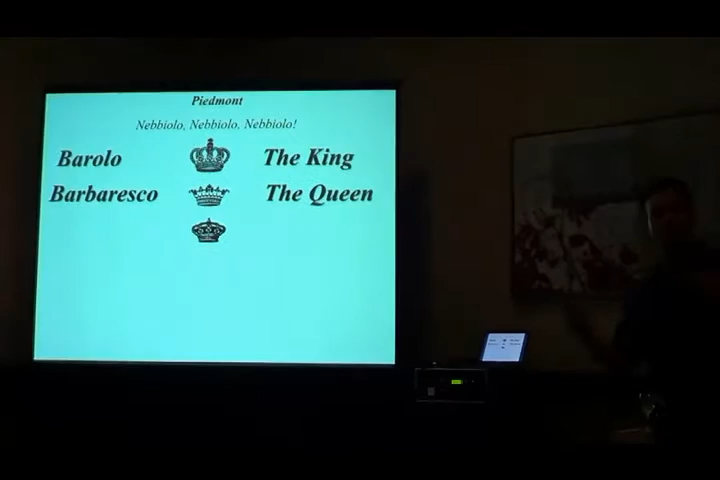 Piedmont
Nebbiolo, Nebbiolo, Nebbiolo!
Barolo The King
Barbaresco The Queen